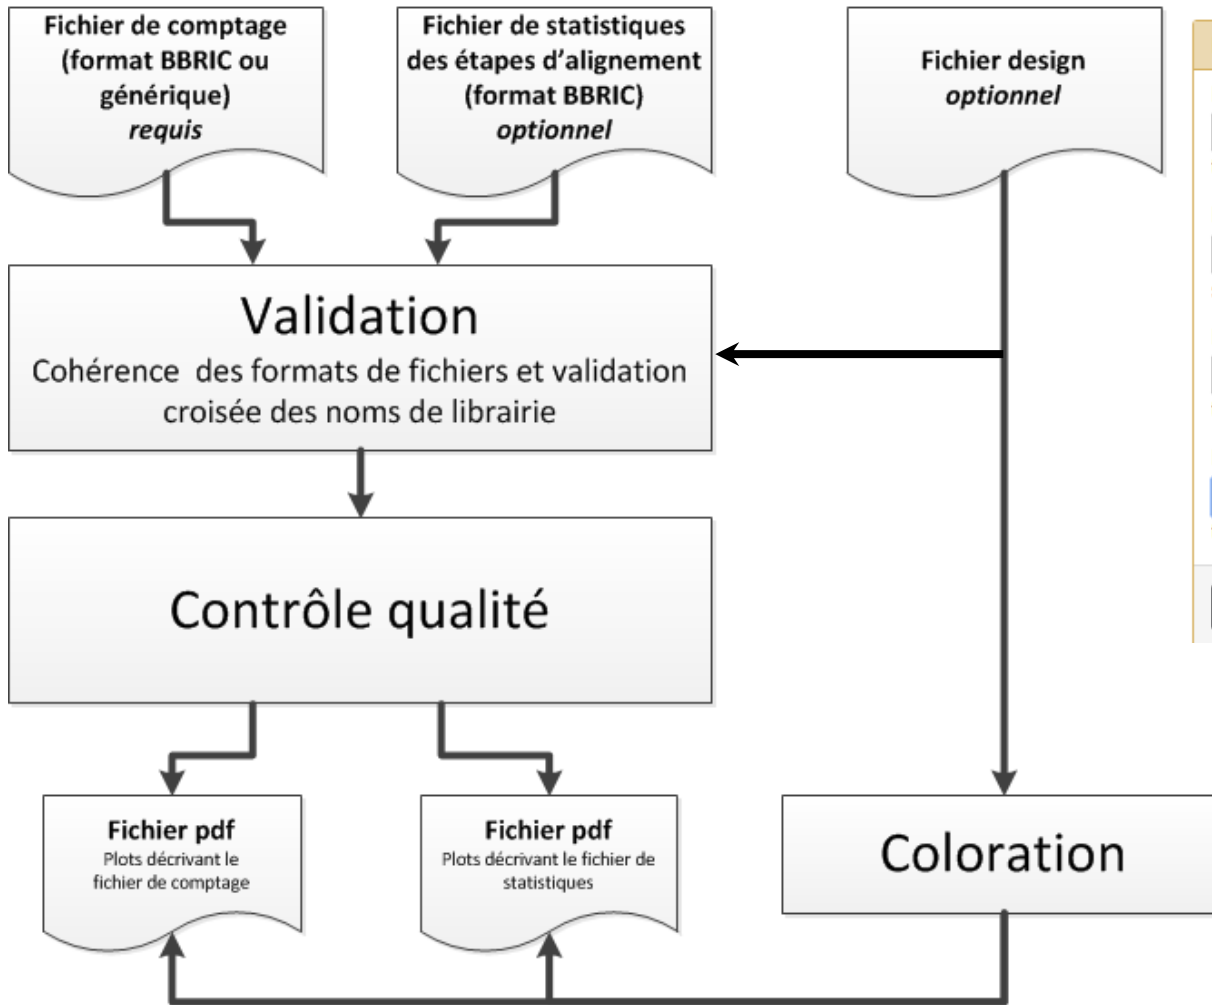 Fichier de comptage
(format BBRIC ou
générique)
requis
Fichier de statistiques
des étapes d'alignement
(format BBRIC)
optionnel
Fichier design
optionnel
Validation
Cohérence des formats de fichiers et validation
croisée des noms de librairie
Contrôle qualité
Fichier pdf
Plots décrivant le
fichier de comptage
Fichier pdf
Plots décrivant le fichier de
statistiques
Coloration